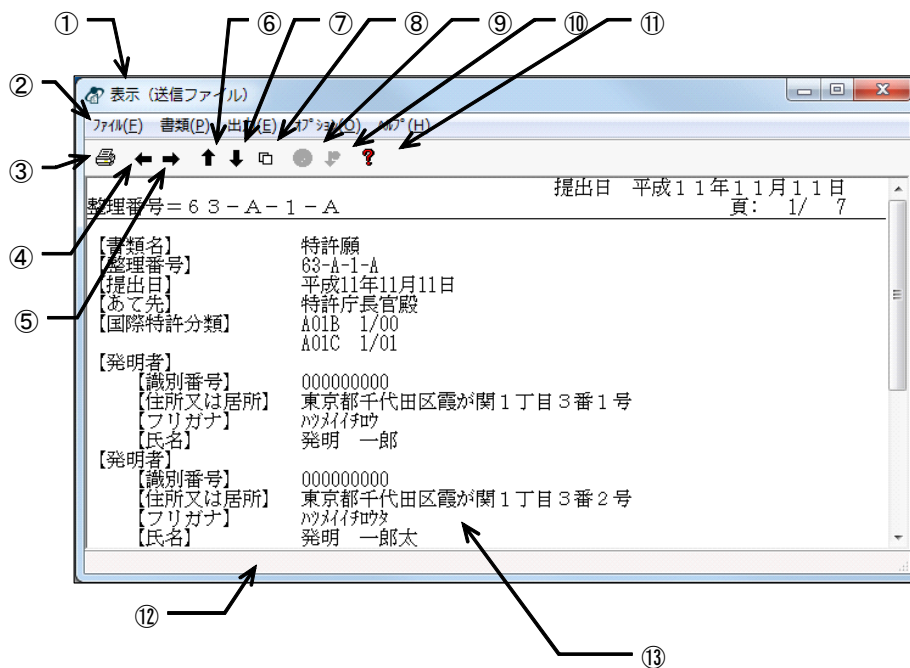 ① ⑥ ⑦ ⑧ ⑨ ⑩ ⑪
②
表示（送信ファイル）
ﾌｧｲﾙ(F) 書類(P) 出力(E) ｵﾌﾟｼｮﾝ(O) ﾍﾙﾌﾟ(H)
③
?
提出日 平成１１年１１月１１日
整理番号＝６３－Ａ－１－Ａ 頁： 1/ 7
④
【書類名】 特許願
【整理番号】 63-A-1-A
【提出日】 平成11年11月11日
【あて先】 特許庁長官殿
⑤
【国際特許分類】 A01B 1/00
A01C 1/01
【発明者】
【識別番号】 000000000
【住所又は居所】 東京都千代田区霞が関１丁目３番１号
【フリガナ】 ﾊﾂﾒｲｲﾁﾛｳ
【氏名】 発明 一郎
【発明者】
【識別番号】 000000000
【住所又は居所】 東京都千代田区霞が関１丁目３番２号
【フリガナ】 ﾊﾂﾒｲｲﾁﾛｳﾀ
【氏名】 発明 一郎太
⑫
⑬